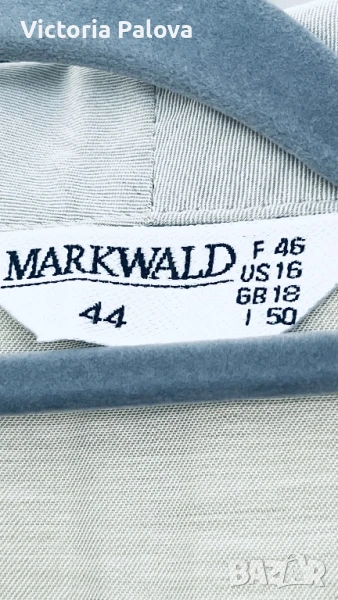 Victoria Palova
MARKWALD
44
F 46
US 16
GB 18
I 50
BAZAR